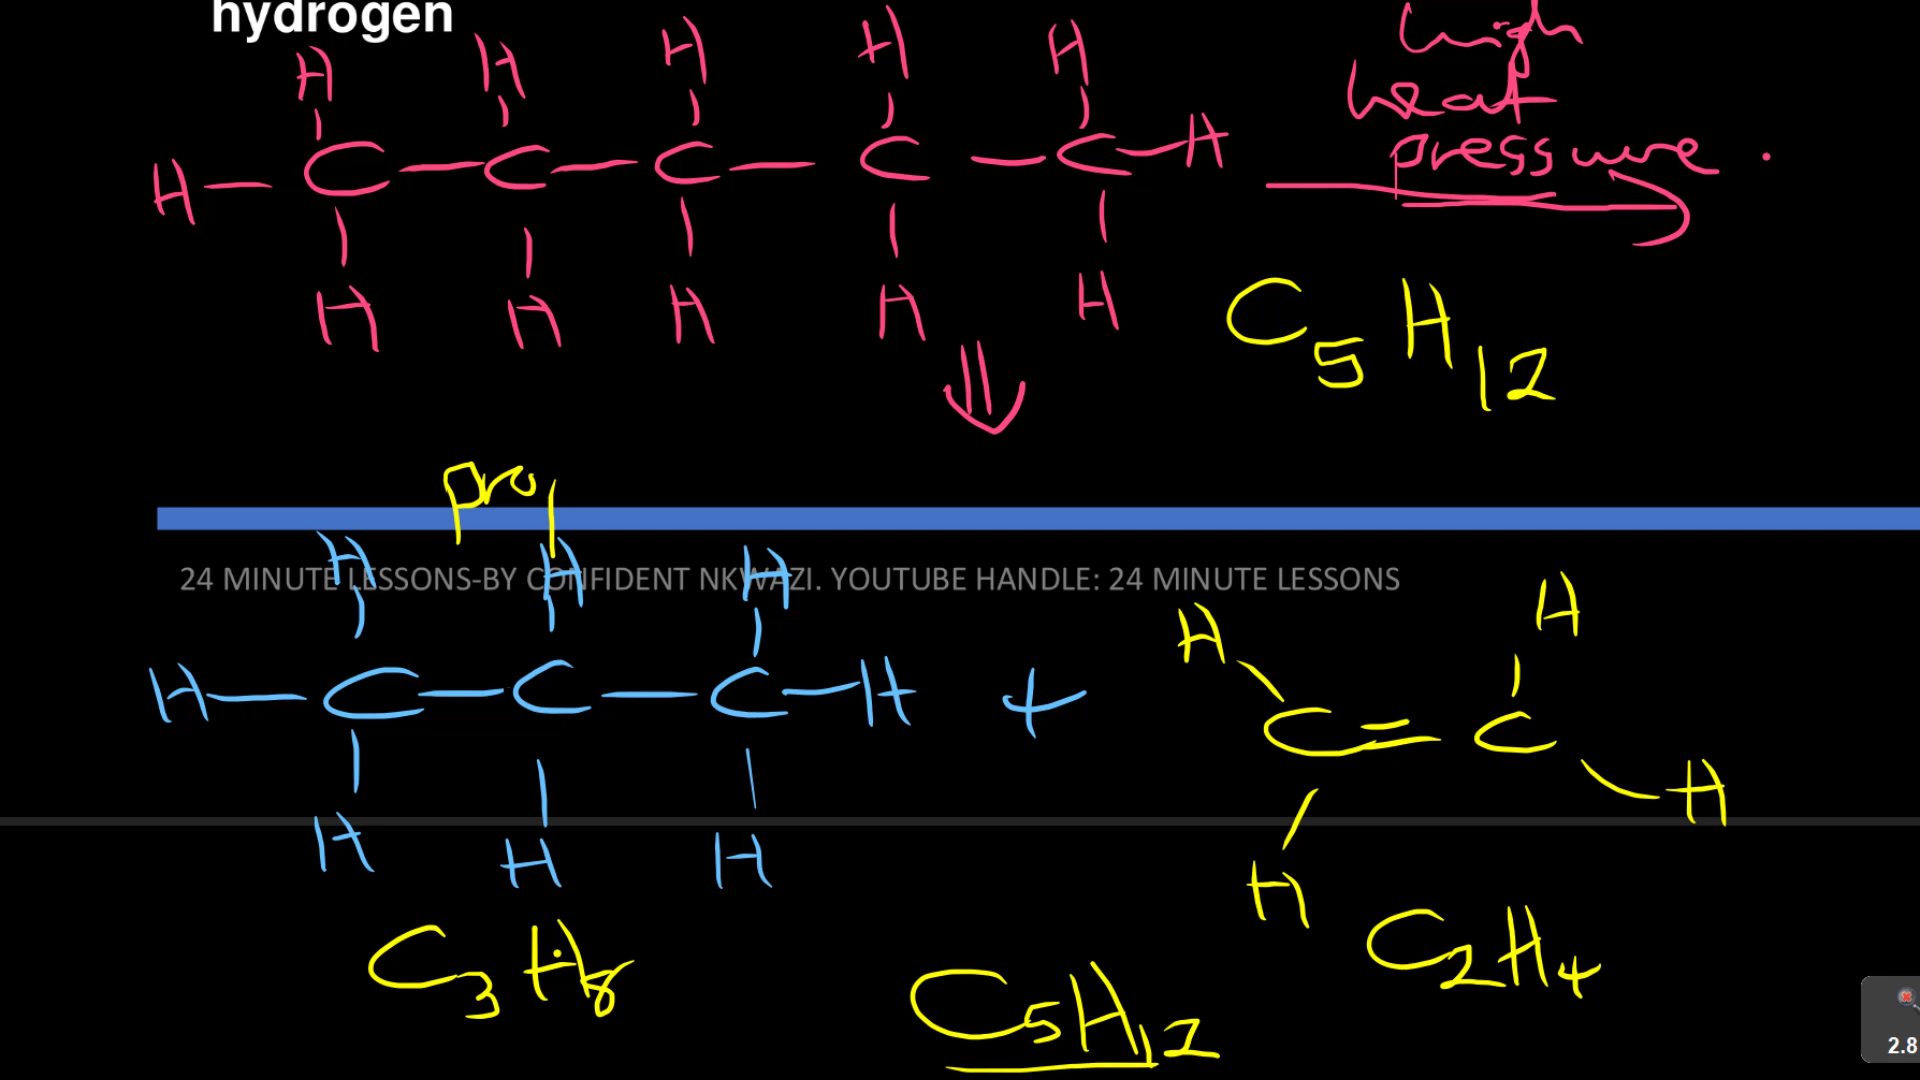 hydrogen
H H H H H
high
heat
pressure.
H — C — C — C — C — C — H
H H H H H
C5H12
pro
H H H
24 MINUTE LESSONS-BY CONFIDENT NKWAZI. YOUTUBE HANDLE: 24 MINUTE LESSONS
H H
H — C — C — C — H +
C = C
H
H H H
H
C3H8
C2H4
C5H12
2.8